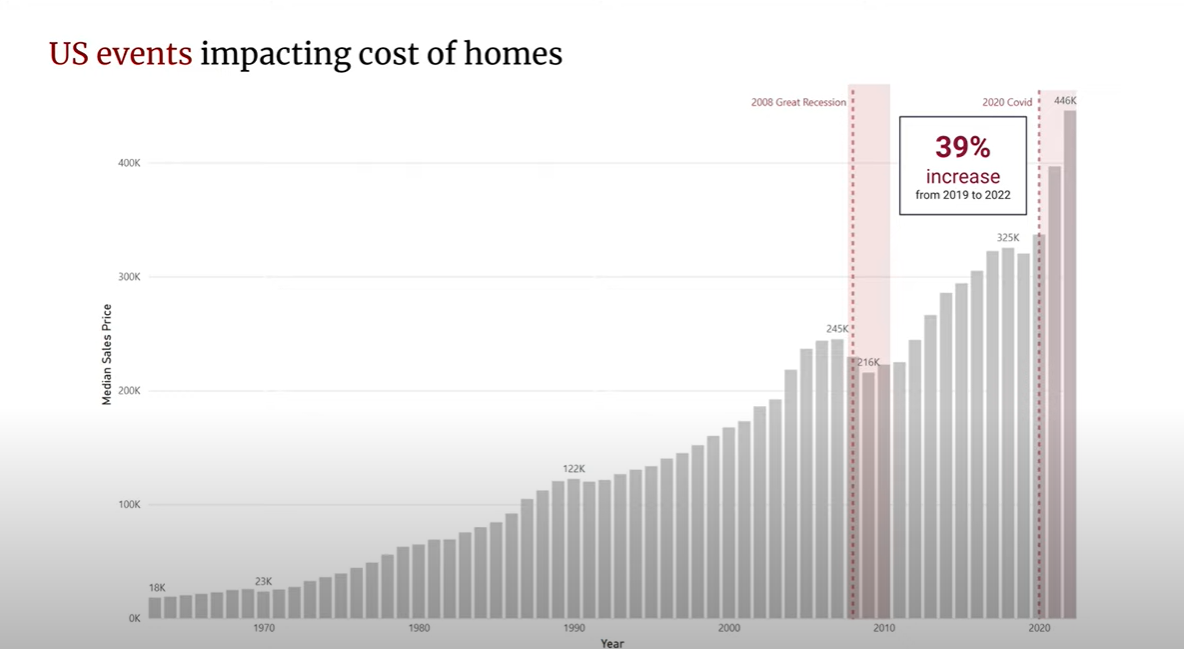 US events impacting cost of homes
2008 Great Recession
2020 Covid
446K
39%
increase
from 2019 to 2022
400K
325K
300K
245K
216K
Median Sales Price
200K
122K
100K
23K
18K
0K
1970
1980
1990
2000
2010
2020
Year